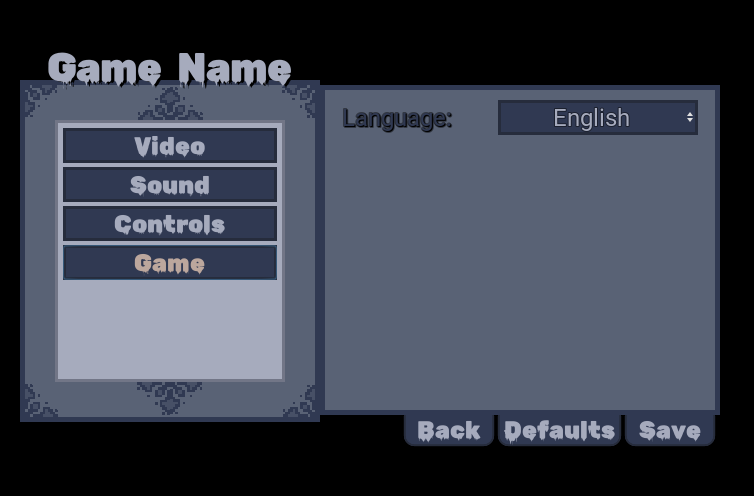 Game Name
Video
Sound
Controls
Game
Language:
English
Back
Defaults
Save